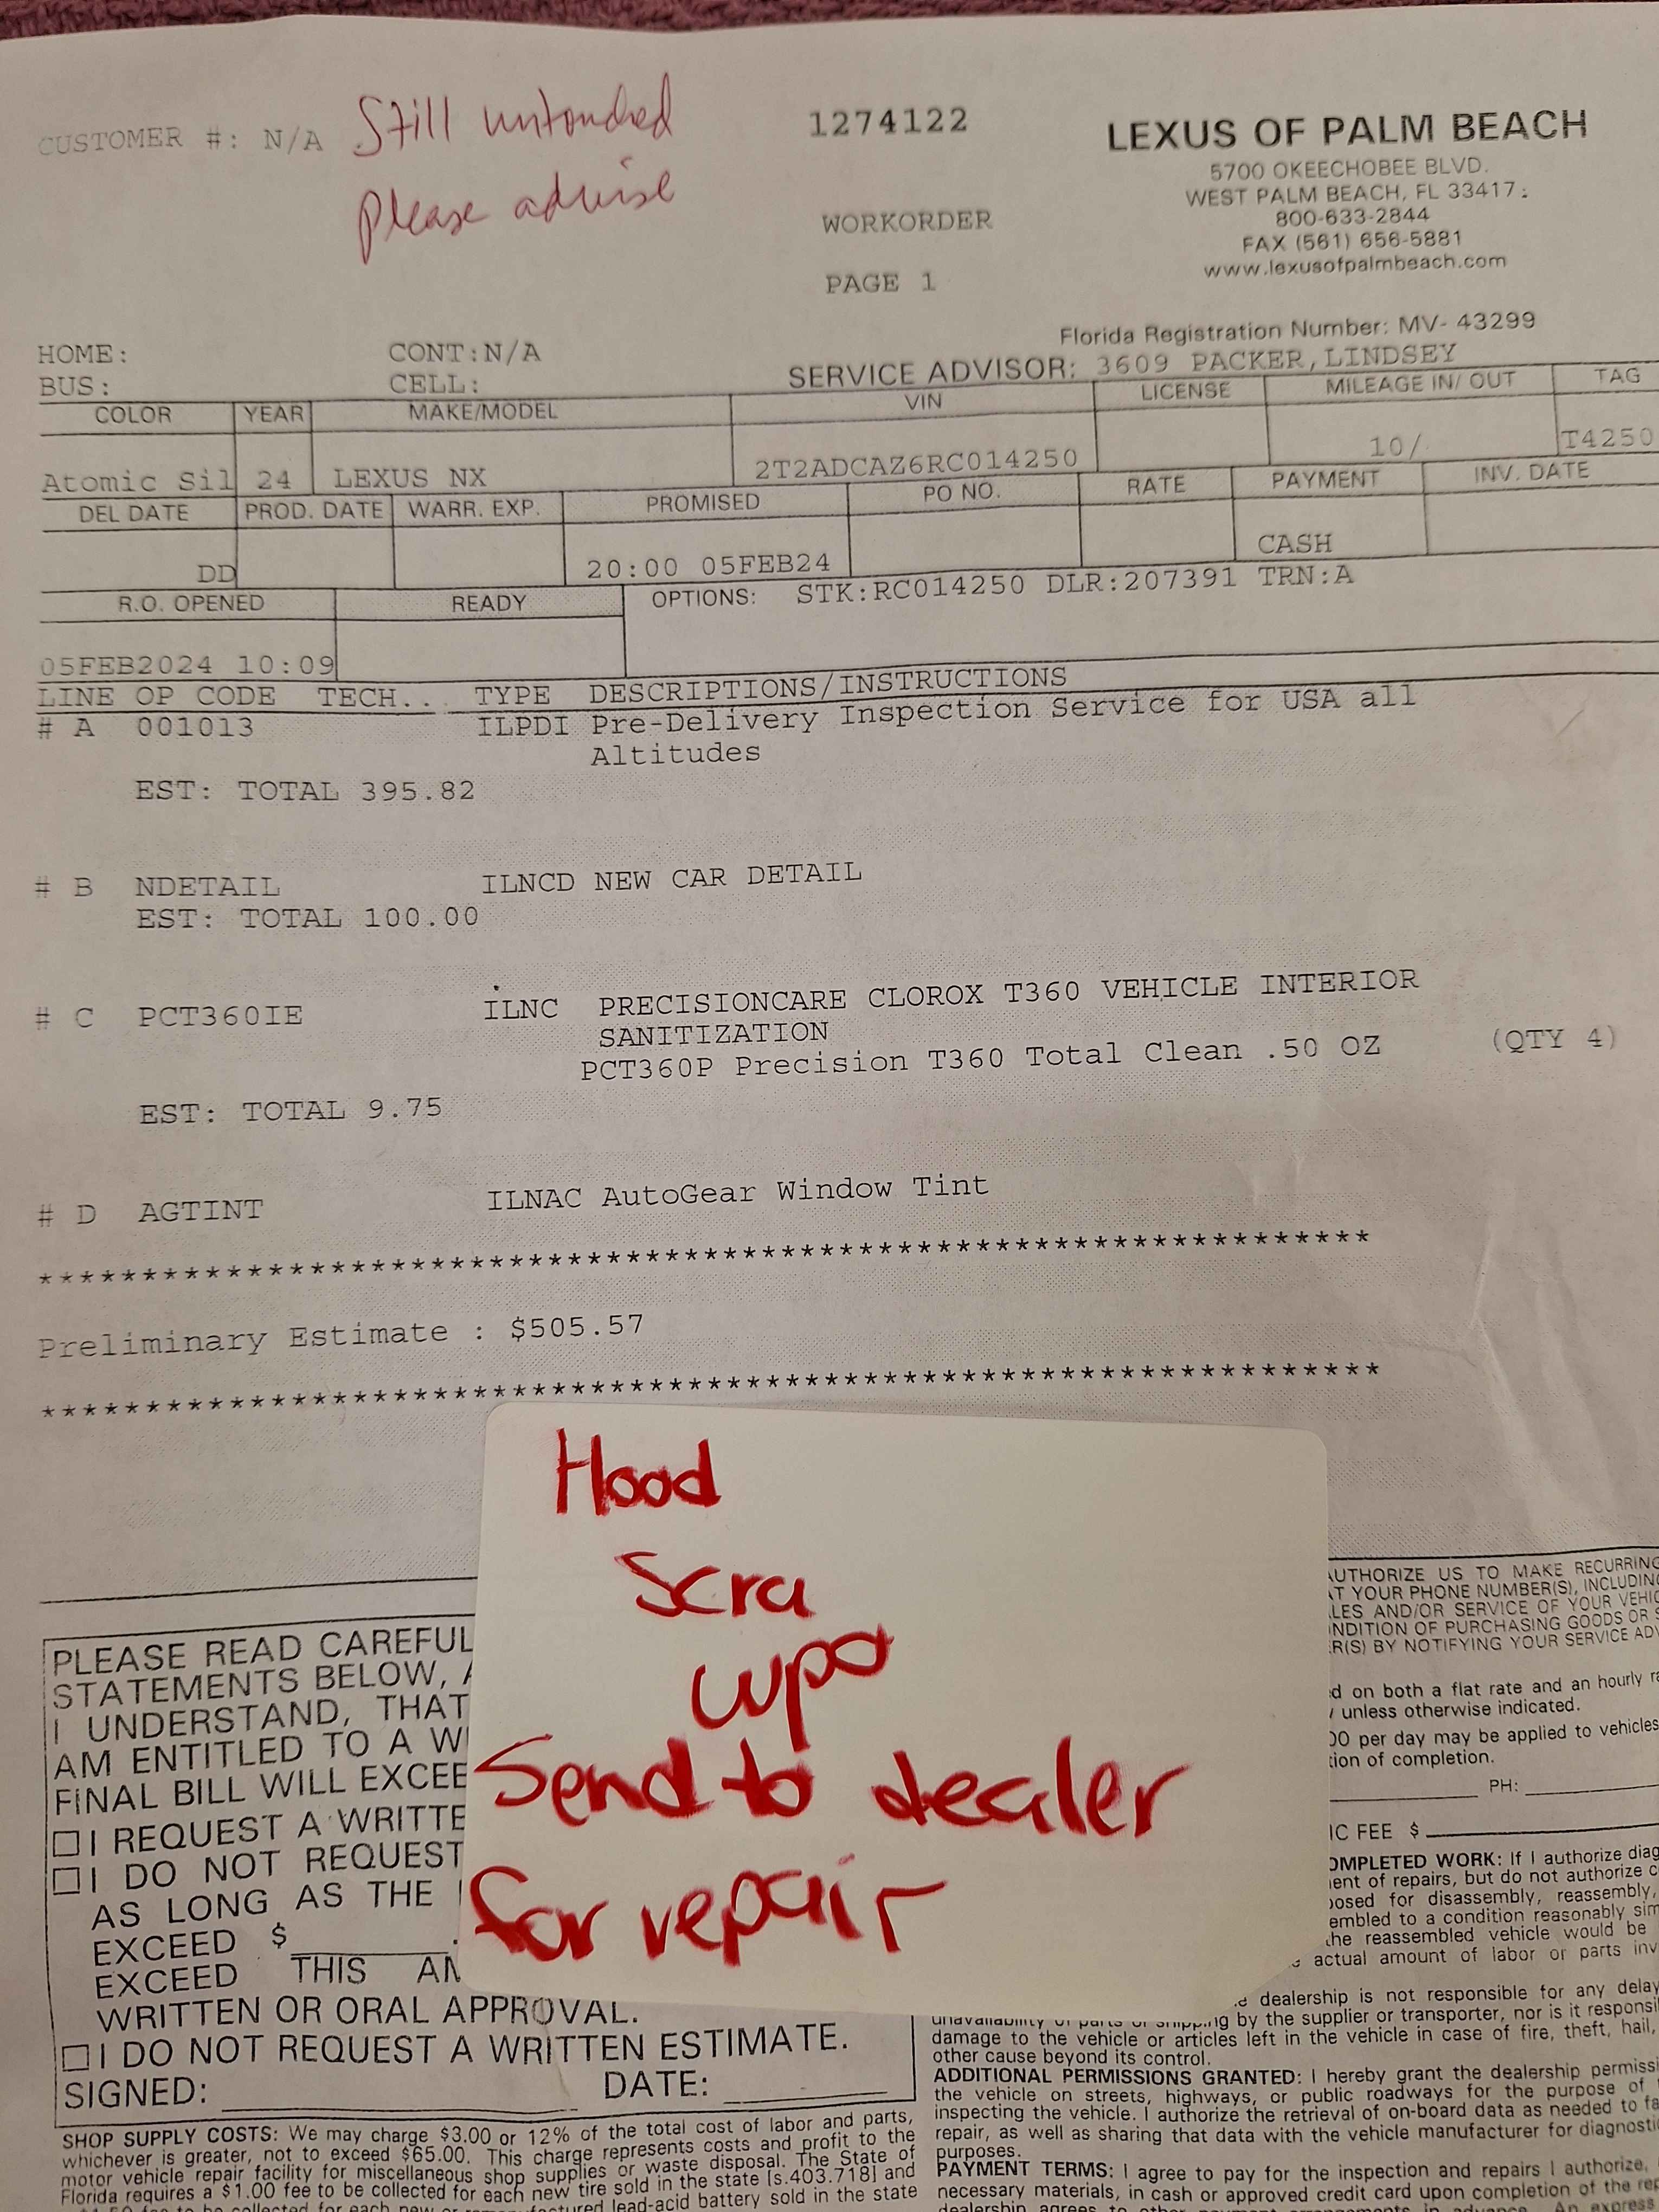 CUSTOMER #: N/A
Still untouched
Please advise
1274122
WORKORDER
PAGE 1
LEXUS OF PALM BEACH
5700 OKEECHOBEE BLVD.
WEST PALM BEACH, FL 33417
800-633-2844
FAX (561) 656-5881
www.lexusofpalmbeach.com
Florida Registration Number: MV- 43299
HOME: CONT:N/A
BUS: CELL:
SERVICE ADVISOR: 3609 PACKER,LINDSEY
COLOR YEAR MAKE/MODEL VIN LICENSE MILEAGE IN/ OUT TAG
Atomic Sil 24 LEXUS NX 2T2ADCAZ6RC014250 10/ T4250
DEL DATE PROD. DATE WARR. EXP. PROMISED PO NO. RATE PAYMENT INV. DATE
DD 20:00 05FEB24 CASH
R.O. OPENED READY OPTIONS: STK:RC014250 DLR:207391 TRN:A
05FEB2024 10:09
LINE OP CODE TECH.. TYPE DESCRIPTIONS/INSTRUCTIONS
# A 001013 ILPDI Pre-Delivery Inspection Service for USA all
Altitudes
EST: TOTAL 395.82
# B NDETAIL ILNCD NEW CAR DETAIL
EST: TOTAL 100.00
# C PCT360IE ILNC PRECISIONCARE CLOROX T360 VEHICLE INTERIOR
SANITIZATION
PCT360P Precision T360 Total Clean .50 OZ (QTY 4)
EST: TOTAL 9.75
# D AGTINT ILNAC AutoGear Window Tint
*****************************************************************
Preliminary Estimate : $505.57
*****************************************************************
Hood
Scra
wpo
Send to dealer
for repair
PLEASE READ CAREFUL
STATEMENTS BELOW,
I UNDERSTAND, THAT
AM ENTITLED TO A W
FINAL BILL WILL EXCEE
☐I REQUEST A WRITTE
☐I DO NOT REQUEST
AS LONG AS THE
EXCEED $
EXCEED THIS AN
WRITTEN OR ORAL APPROVAL.
☐I DO NOT REQUEST A WRITTEN ESTIMATE.
SIGNED: DATE:
SHOP SUPPLY COSTS: We may charge $3.00 or 12% of the total cost of labor and parts,
whichever is greater, not to exceed $65.00. This charge represents costs and profit to the
motor vehicle repair facility for miscellaneous shop supplies or waste disposal. The State of
Florida requires a $1.00 fee to be collected for each new tire sold in the state [s.403.718] and
lead-acid battery sold in the state
AUTHORIZE US TO MAKE RECURRING
AT YOUR PHONE NUMBER(S), INCLUDING
LES AND/OR SERVICE OF YOUR VEHIC
NDITION OF PURCHASING GOODS OR S
R(S) BY NOTIFYING YOUR SERVICE ADV
d on both a flat rate and an hourly ra
unless otherwise indicated.
00 per day may be applied to vehicles
tion of completion.
PH:
IC FEE $
OMPLETED WORK: If I authorize diag
ent of repairs, but do not authorize c
osed for disassembly, reassembly,
embled to a condition reasonably sim
he reassembled vehicle would be
actual amount of labor or parts inv
dealership is not responsible for any delay
unavailability of parts or shipping by the supplier or transporter, nor is it responsi
damage to the vehicle or articles left in the vehicle in case of fire, theft, hail,
other cause beyond its control.
ADDITIONAL PERMISSIONS GRANTED: I hereby grant the dealership permissi
the vehicle on streets, highways, or public roadways for the purpose of
inspecting the vehicle. I authorize the retrieval of on-board data as needed to fa
repair, as well as sharing that data with the vehicle manufacturer for diagnosti
purposes.
PAYMENT TERMS: I agree to pay for the inspection and repairs I authorize,
necessary materials, in cash or approved credit card upon completion of the rep